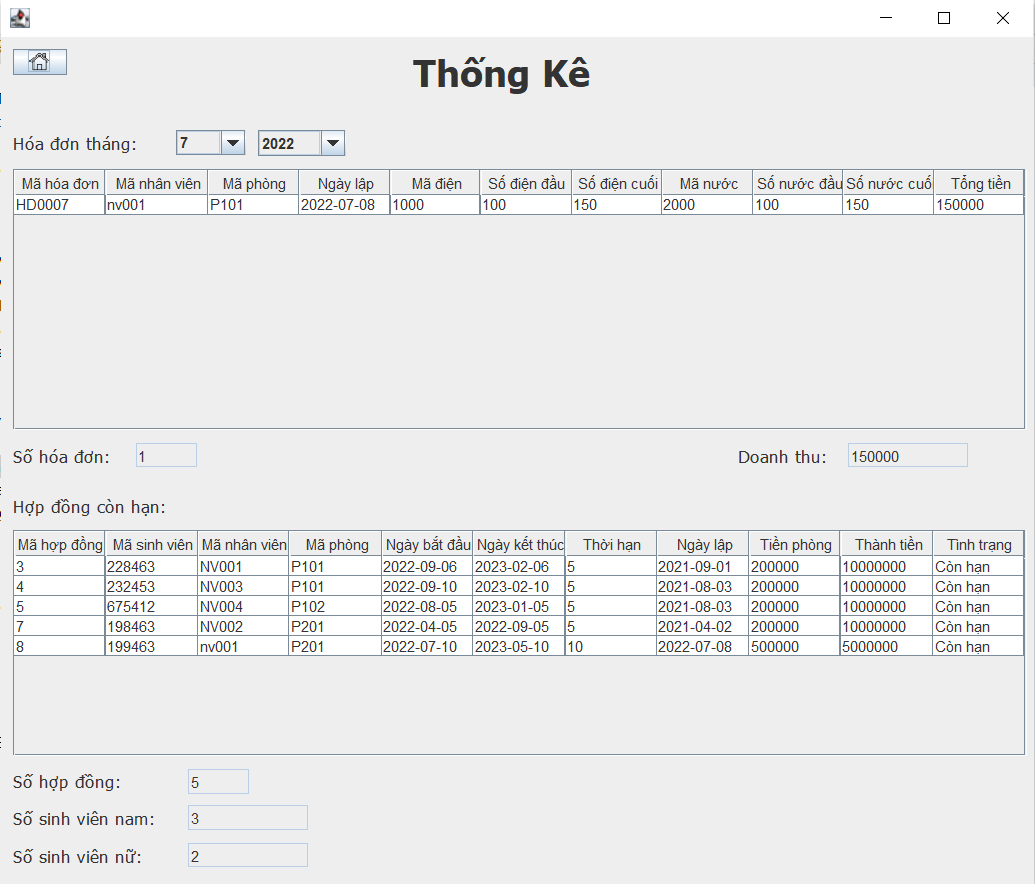 Thống Kê
Hóa đơn tháng: 7 2022
Mã hóa đơn Mã nhân viên Mã phòng Ngày lập Mã điện Số điện đầu Số điện cuối Mã nước Số nước đầu Số nước cuố Tổng tiền
HD0007 nv001 P101 2022-07-08 1000 100 150 2000 100 150 150000
Số hóa đơn: 1 Doanh thu: 150000
Hợp đồng còn hạn:
Mã hợp đồng Mã sinh viên Mã nhân viên Mã phòng Ngày bắt đầu Ngày kết thúc Thời hạn Ngày lập Tiền phòng Thành tiền Tình trạng
3 228463 NV001 P101 2022-09-06 2023-02-06 5 2021-09-01 200000 10000000 Còn hạn
4 232453 NV003 P101 2022-09-10 2023-02-10 5 2021-08-03 200000 10000000 Còn hạn
5 675412 NV004 P102 2022-08-05 2023-01-05 5 2021-08-03 200000 10000000 Còn hạn
7 198463 NV002 P201 2022-04-05 2022-09-05 5 2021-04-02 200000 10000000 Còn hạn
8 199463 nv001 P201 2022-07-10 2023-05-10 10 2022-07-08 500000 5000000 Còn hạn
Số hợp đồng: 5
Số sinh viên nam: 3
Số sinh viên nữ: 2